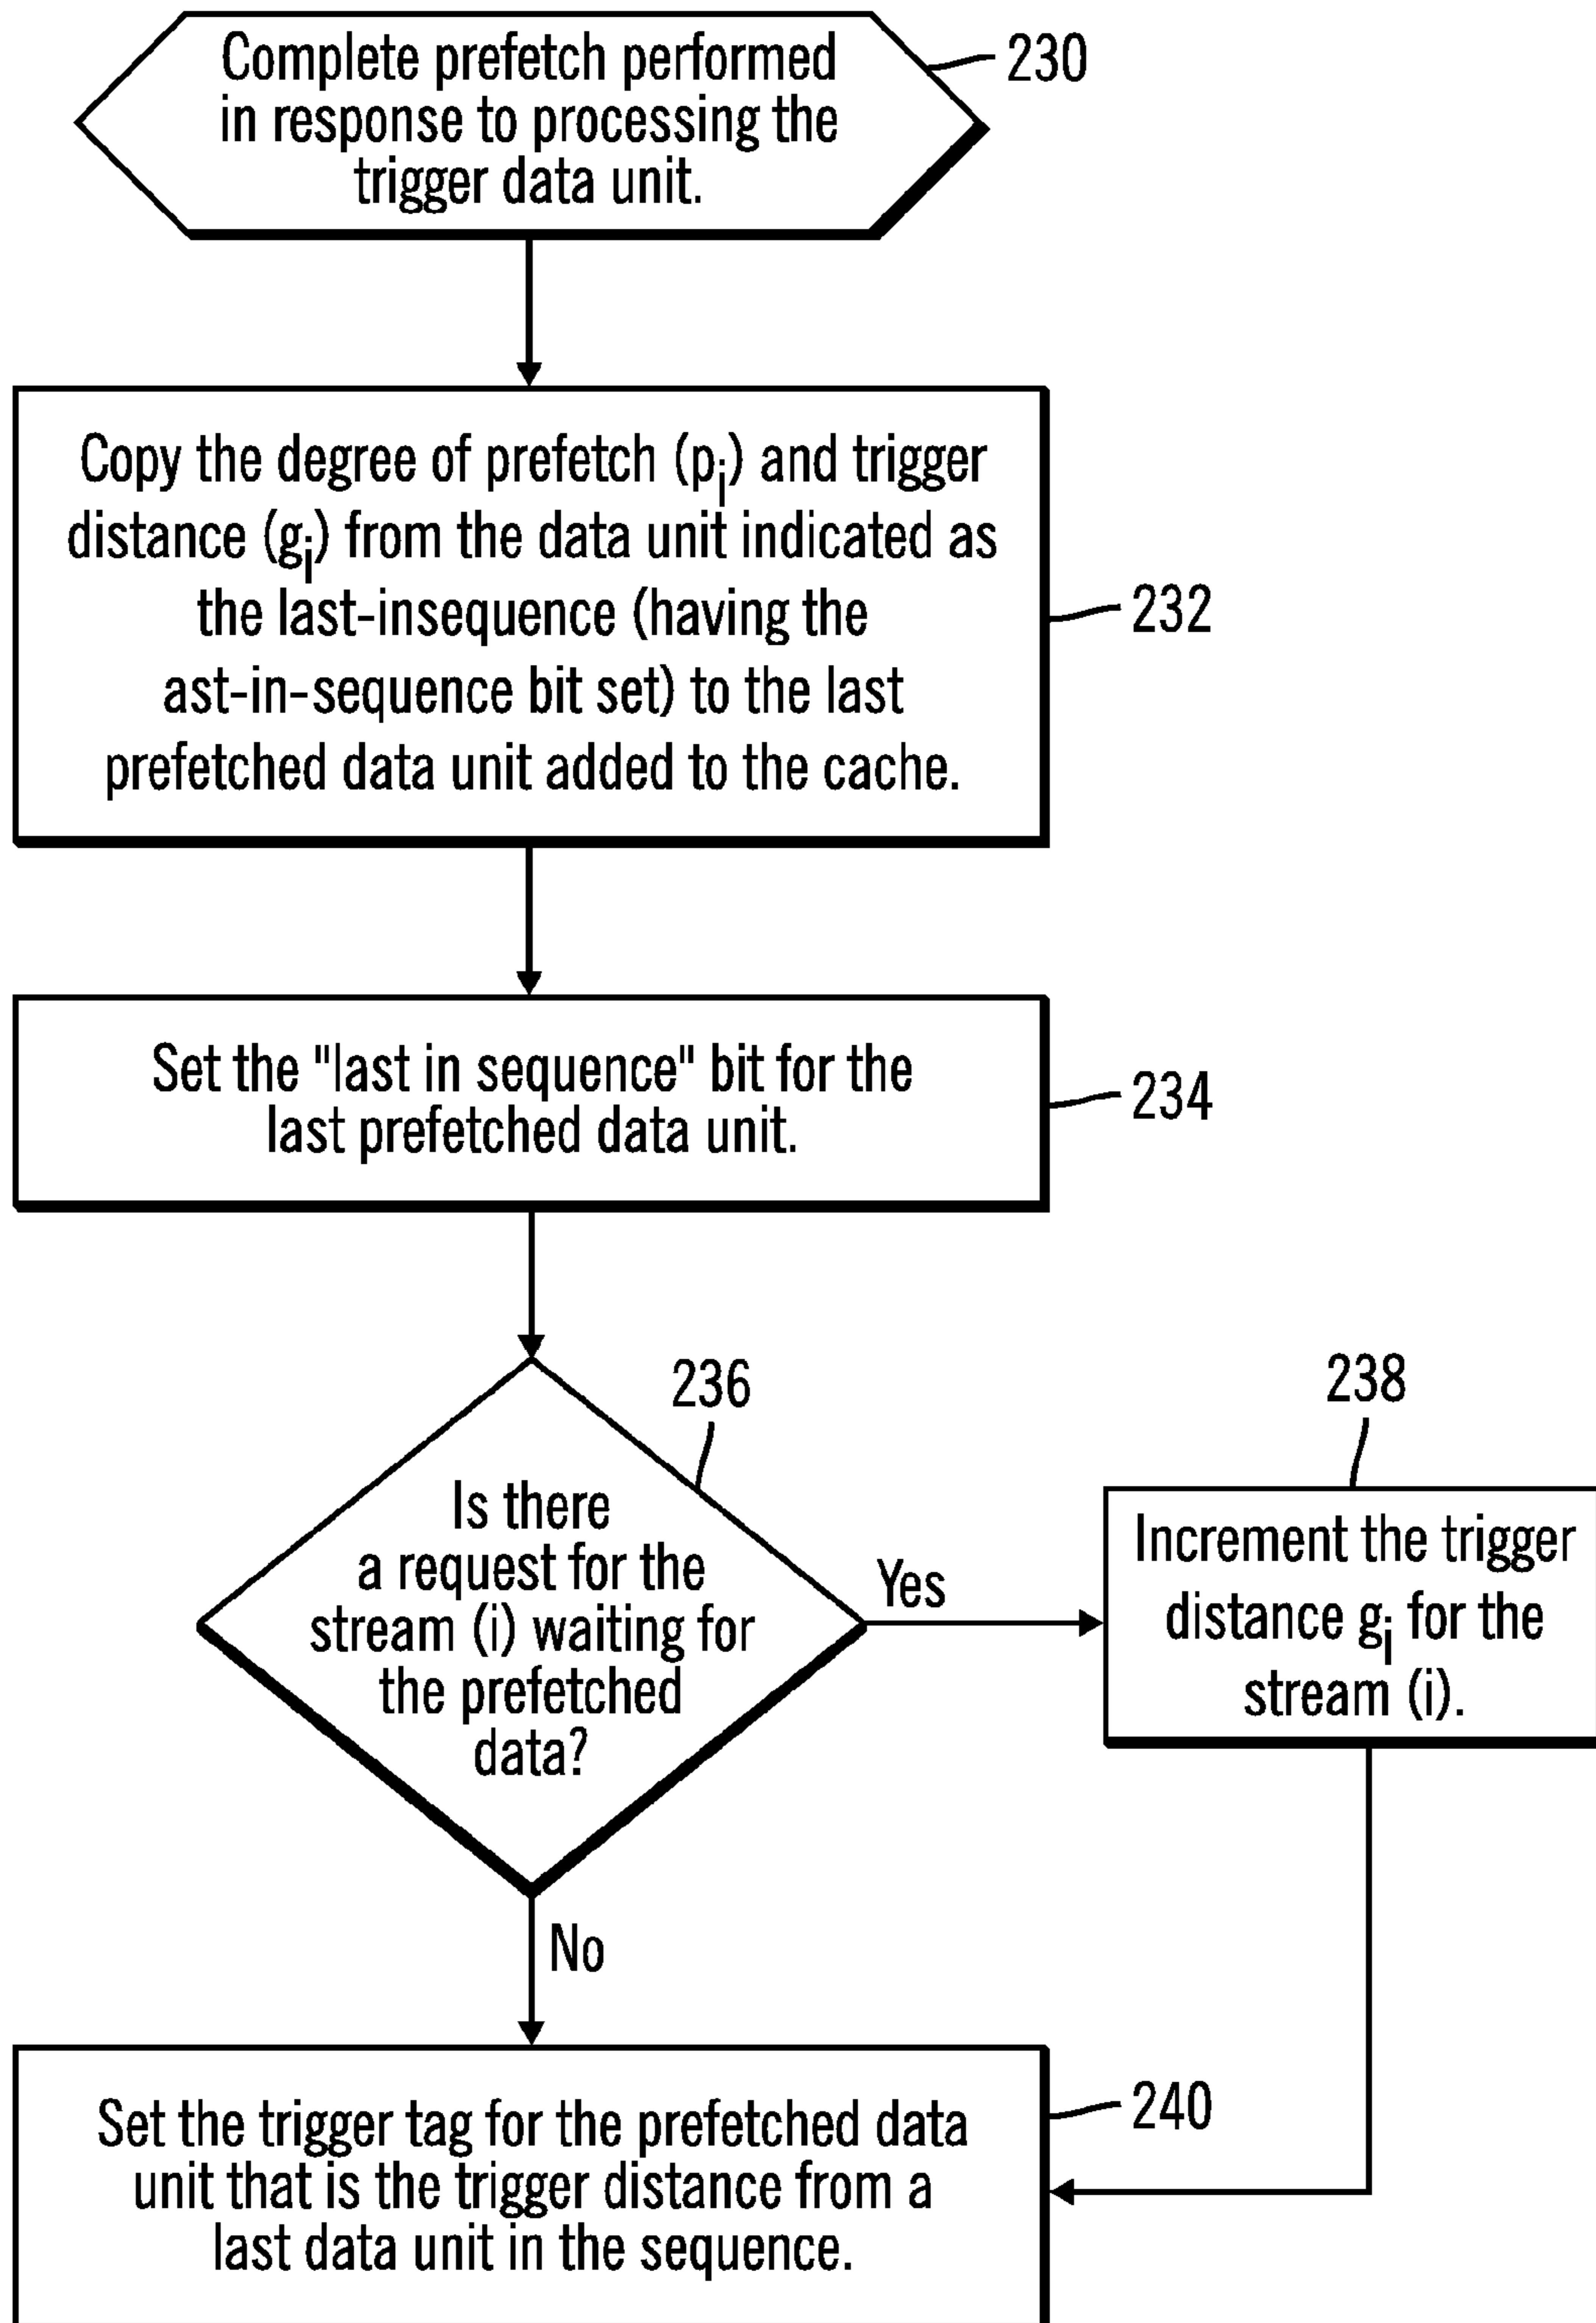 Complete prefetch performed
in response to processing the
trigger data unit.
230
Copy the degree of prefetch (pi) and trigger
distance (gi) from the data unit indicated as
the last-insequence (having the
ast-in-sequence bit set) to the last
prefetched data unit added to the cache.
232
Set the "last in sequence" bit for the
last prefetched data unit.
234
236
Is there
a request for the
stream (i) waiting for
the prefetched
data?
Yes
238
Increment the trigger
distance gi for the
stream (i).
No
Set the trigger tag for the prefetched data
unit that is the trigger distance from a
last data unit in the sequence.
240